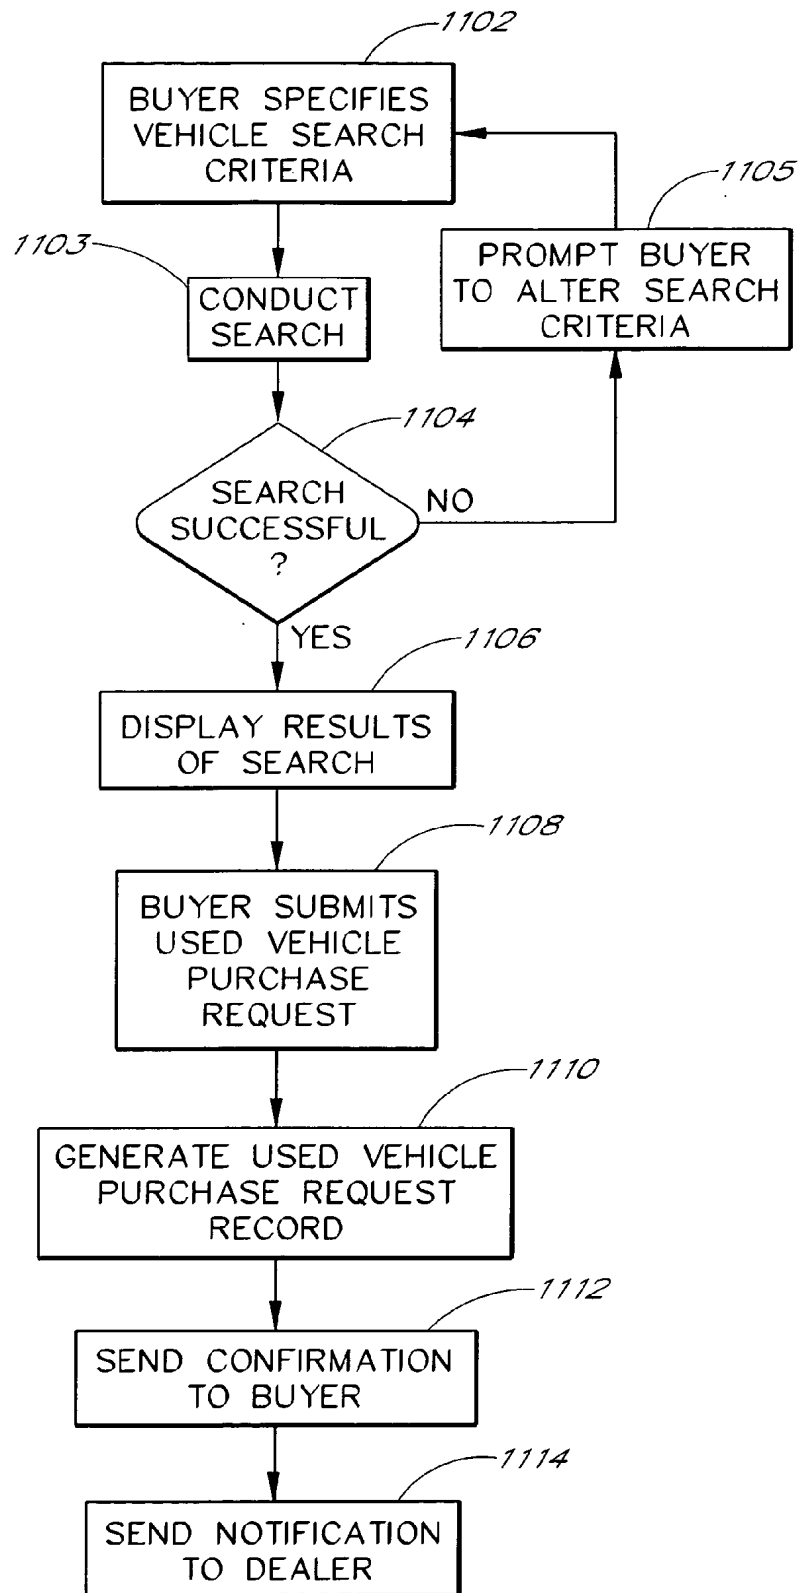 1102
BUYER SPECIFIES
VEHICLE SEARCH
CRITERIA
1105
PROMPT BUYER
TO ALTER SEARCH
CRITERIA
1103
CONDUCT
SEARCH
1104
SEARCH
SUCCESSFUL
?
NO
YES
1106
DISPLAY RESULTS
OF SEARCH
1108
BUYER SUBMITS
USED VEHICLE
PURCHASE
REQUEST
1110
GENERATE USED VEHICLE
PURCHASE REQUEST
RECORD
1112
SEND CONFIRMATION
TO BUYER
1114
SEND NOTIFICATION
TO DEALER